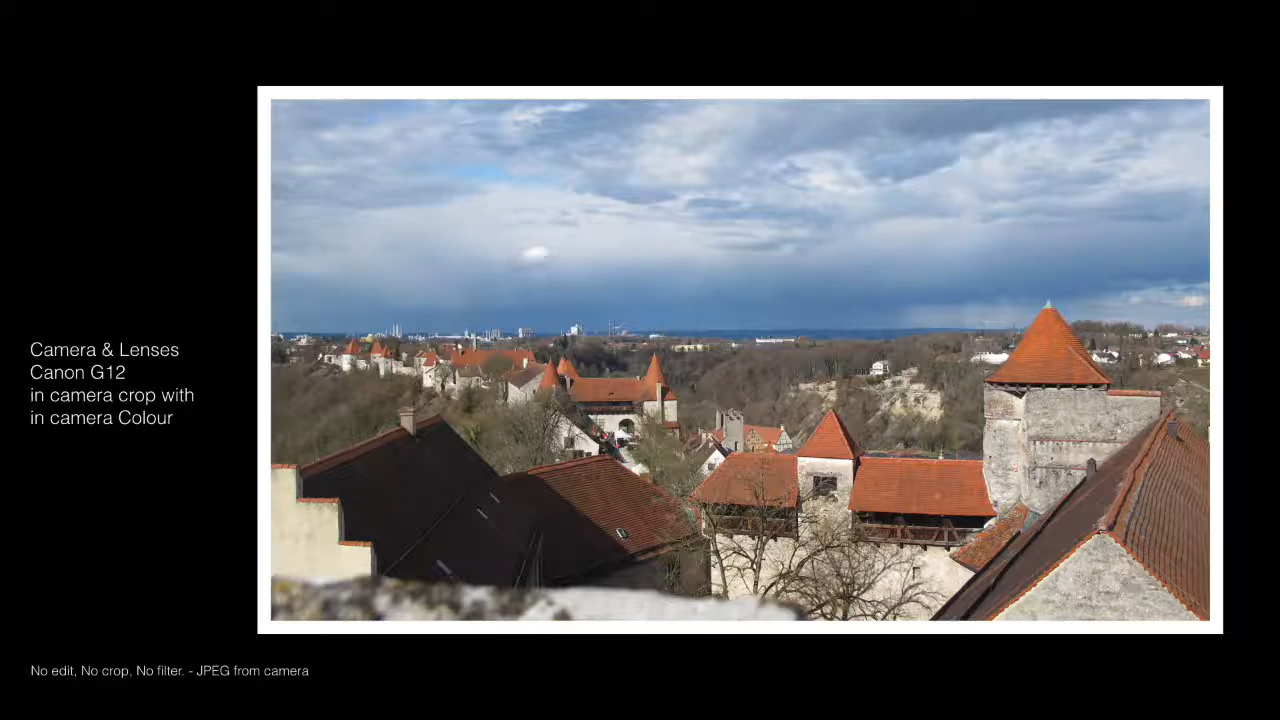 Camera & Lenses
Canon G12
in camera crop with
in camera Colour
No edit, No crop, No filter. - JPEG from camera